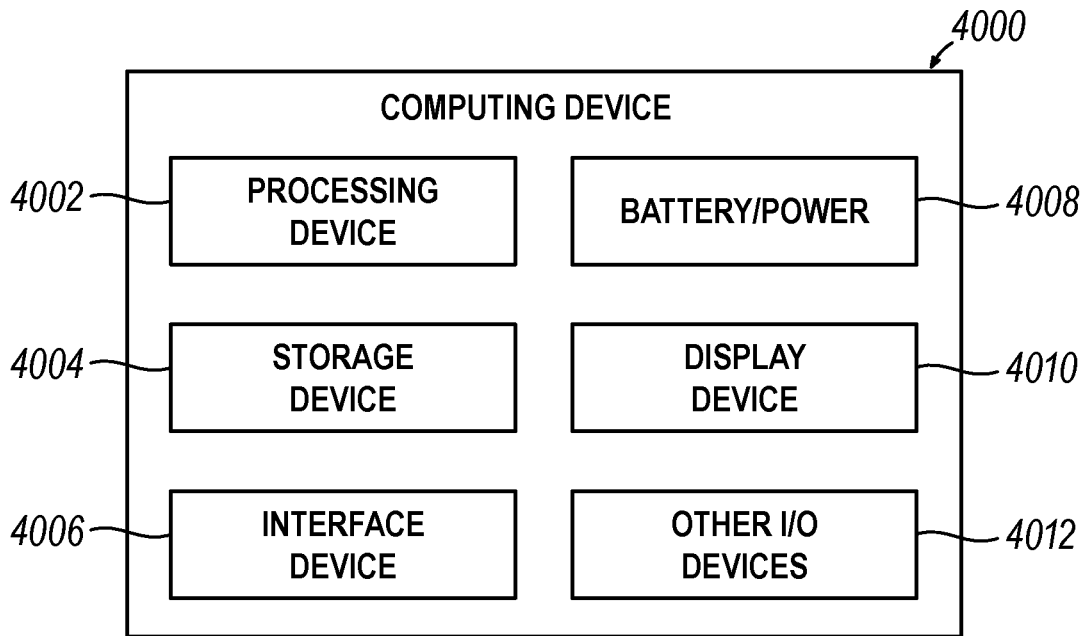 4000
COMPUTING DEVICE
4002
PROCESSING
DEVICE
BATTERY/POWER
4008
4004
STORAGE
DEVICE
DISPLAY
DEVICE
4010
4006
INTERFACE
DEVICE
OTHER I/O
DEVICES
4012